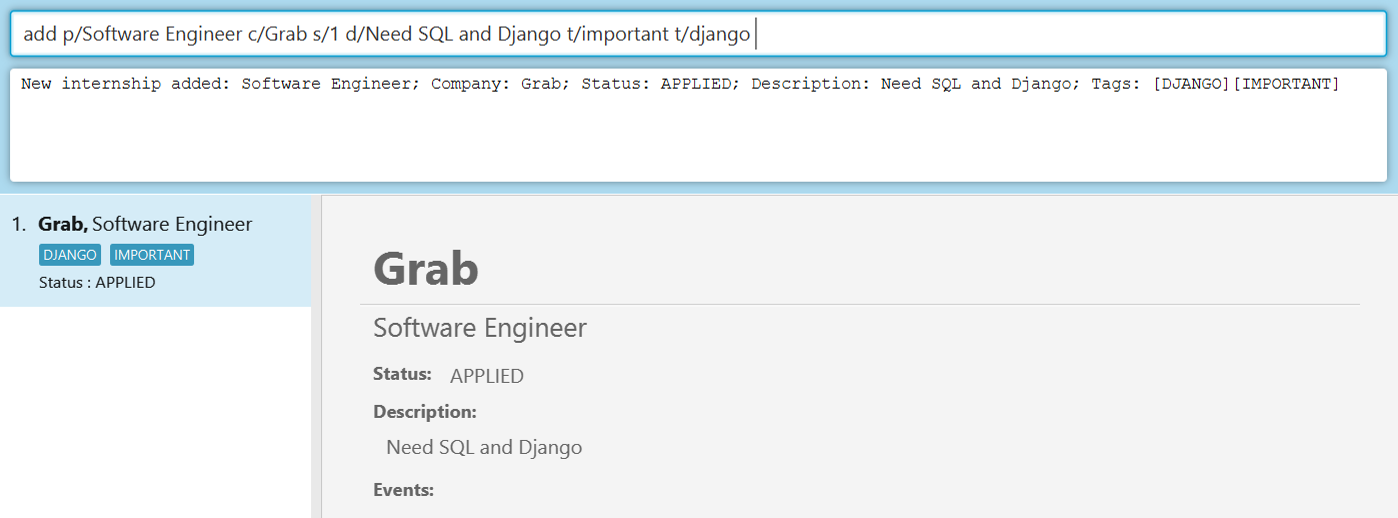 add p/Software Engineer c/Grab s/1 d/Need SQL and Django t/important t/django
New internship added: Software Engineer; Company: Grab; Status: APPLIED; Description: Need SQL and Django; Tags: [DJANGO][IMPORTANT]
1. Grab, Software Engineer
DJANGO IMPORTANT
Status : APPLIED
Grab
Software Engineer
Status: APPLIED
Description:
Need SQL and Django
Events: